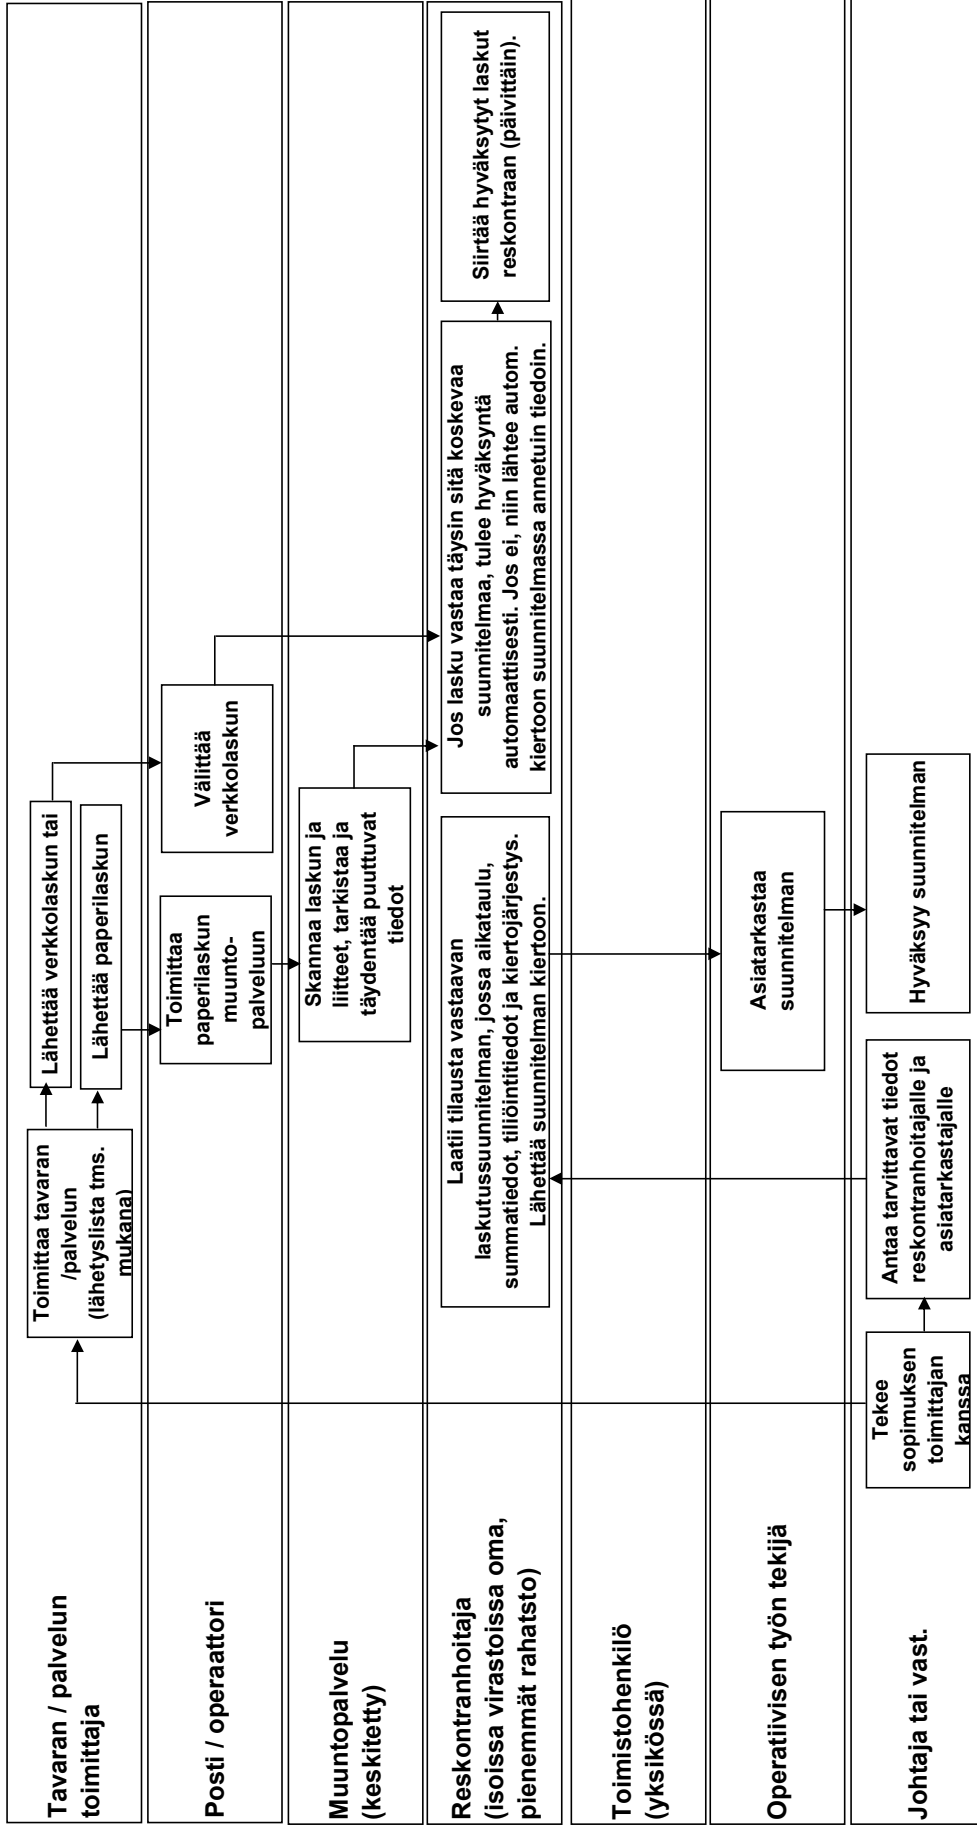 Tavaran / palvelun
toimittaja
Toimittaa tavaran
/palvelun
(lähetyslista tms.
mukana)
Lähettää verkkolaskun tai
Lähettää paperilaskun
Posti / operaattori
Toimittaa
paperilaskun
muunto-
palveluun
Välittää
verkkolaskun
Muuntopalvelu
(keskitetty)
Skannaa laskun ja
liitteet, tarkistaa ja
täydentää puuttuvat
tiedot
Reskontranhoitaja
(isoissa virastoissa oma,
pienemmät rahatsto)
Laatii tilausta vastaavan
laskutussuunnitelman, jossa aikataulu,
summatiedot, tiliöintitiedot ja kiertojärjestys.
Lähettää suunnitelman kiertoon.
Jos lasku vastaa täysin sitä koskevaa
suunnitelmaa, tulee hyväksyntä
automaattisesti. Jos ei, niin lähtee autom.
kiertoon suunnitelmassa annetuin tiedoin.
Siirtää hyväksytyt laskut
reskontraan (päivittäin).
Toimistohenkilö
(yksikössä)
Operatiivisen työn tekijä
Asiatarkastaa
suunnitelman
Johtaja tai vast.
Tekee
sopimuksen
toimittajan
kanssa
Antaa tarvittavat tiedot
reskontranhoitajalle ja
asiatarkastajalle
Hyväksyy suunnitelman